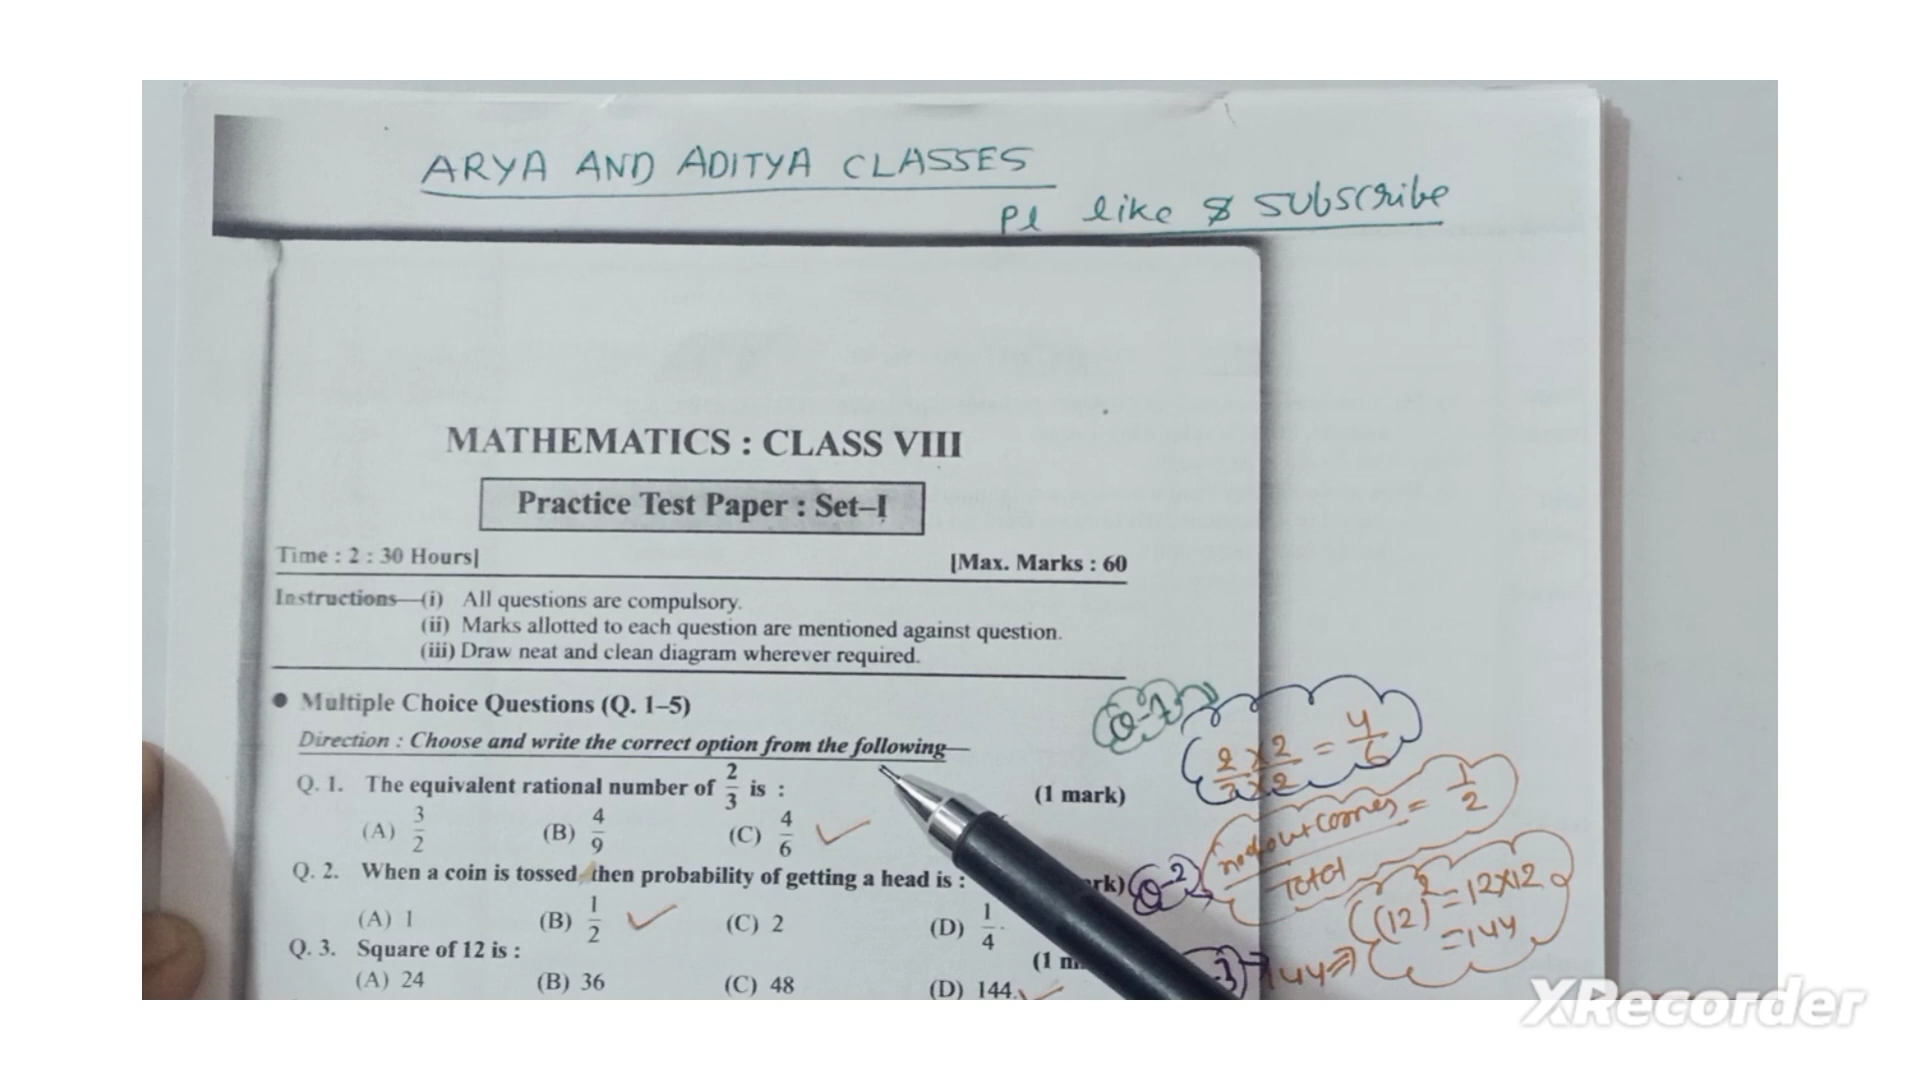 ARYA AND ADITYA CLASSES
Pl like & subscribe
MATHEMATICS : CLASS VIII
Practice Test Paper : Set–I
Time : 2 : 30 Hours] [Max. Marks : 60
Instructions—(i) All questions are compulsory.
(ii) Marks allotted to each question are mentioned against question.
(iii) Draw neat and clean diagram wherever required.
● Multiple Choice Questions (Q. 1–5)
Direction : Choose and write the correct option from the following—
Q. 1. The equivalent rational number of 2/3 is : (1 mark)
(A) 3/2 (B) 4/9 (C) 4/6 ✓
Q. 2. When a coin is tossed then probability of getting a head is : rk)
(A) 1 (B) 1/2 ✓ (C) 2 (D) 1/4.
Q. 3. Square of 12 is : (1 m
(A) 24 (B) 36 (C) 48 (D) 144. ✓
2×2/3×2 = 4/6
no of outcomes/Total = 1/2
Q-2
(12)² = 12×12
=144
144⇒
XRecorder